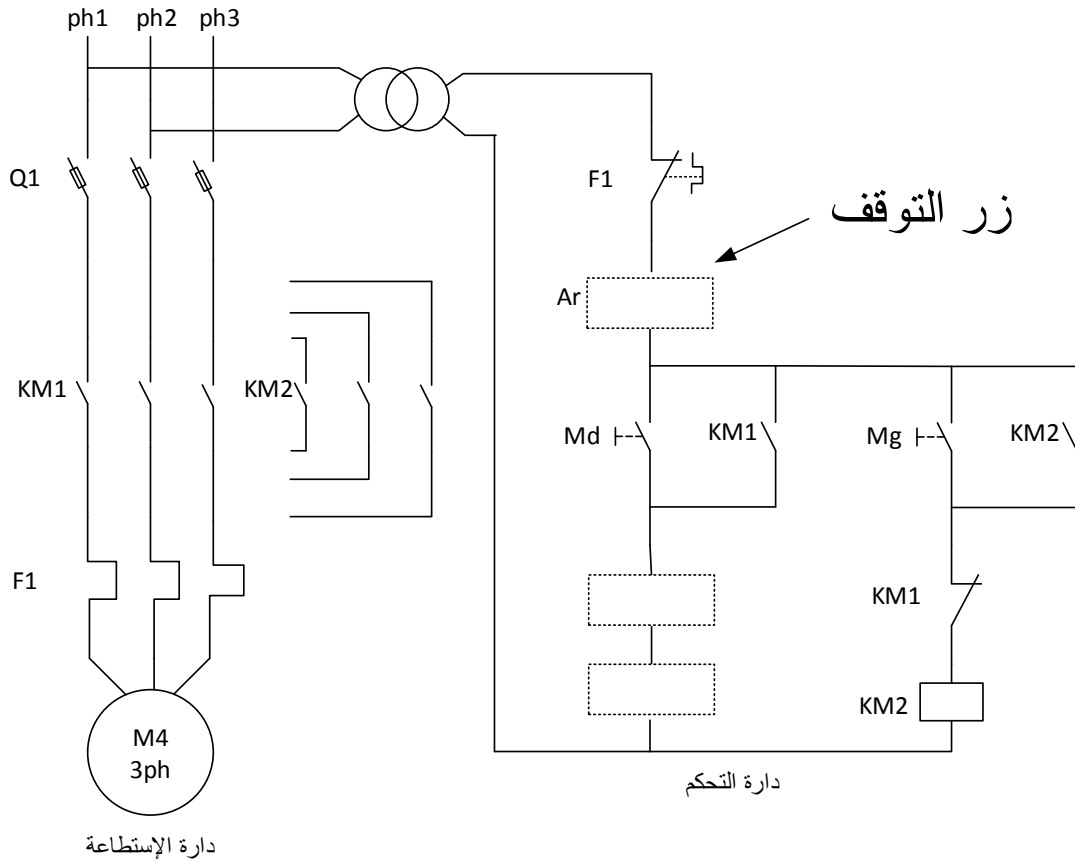 ph1 ph2 ph3
Q1
F1
زر التوقف
Ar
KM1
KM2
Md
KM1
Mg
KM2
F1
KM1
KM2
M4
3ph
دارة التحكم
دارة الإستطاعة